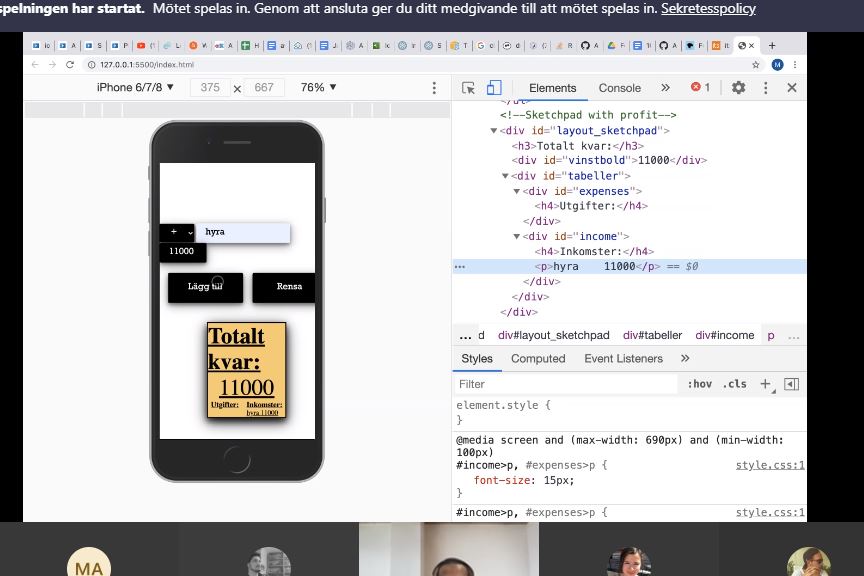 spelningen har startat. Mötet spelas in. Genom att ansluta ger du ditt medgivande till att mötet spelas in. Sekretesspolicy
127.0.0.1:5500/index.html
M
iPhone 6/7/8 ▼ 375 x 667 76% ▼
Elements Console » 1
<!--Sketchpad with profit-->
▼<div id="layout_sketchpad">
<h3>Totalt kvar:</h3>
<div id="vinstbold">11000</div>
▼<div id="tabeller">
▼<div id="expenses">
<h4>Utgifter:</h4>
</div>
▼<div id="income">
<h4>Inkomster:</h4>
<p>hyra 11000</p> == $0
</div>
</div>
</div>
... d div#layout_sketchpad div#tabeller div#income p ...
Styles Computed Event Listeners »
Filter :hov .cls +
element.style {
}
@media screen and (max-width: 690px) and (min-width:
100px)
#income>p, #expenses>p { style.css:1
font-size: 15px;
}
#income>p, #expenses>p { style.css:1
+ hyra
11000
Lägg till Rensa
Totalt
kvar:
11000
Utgifter: Inkomster:
hyra 11000
MA